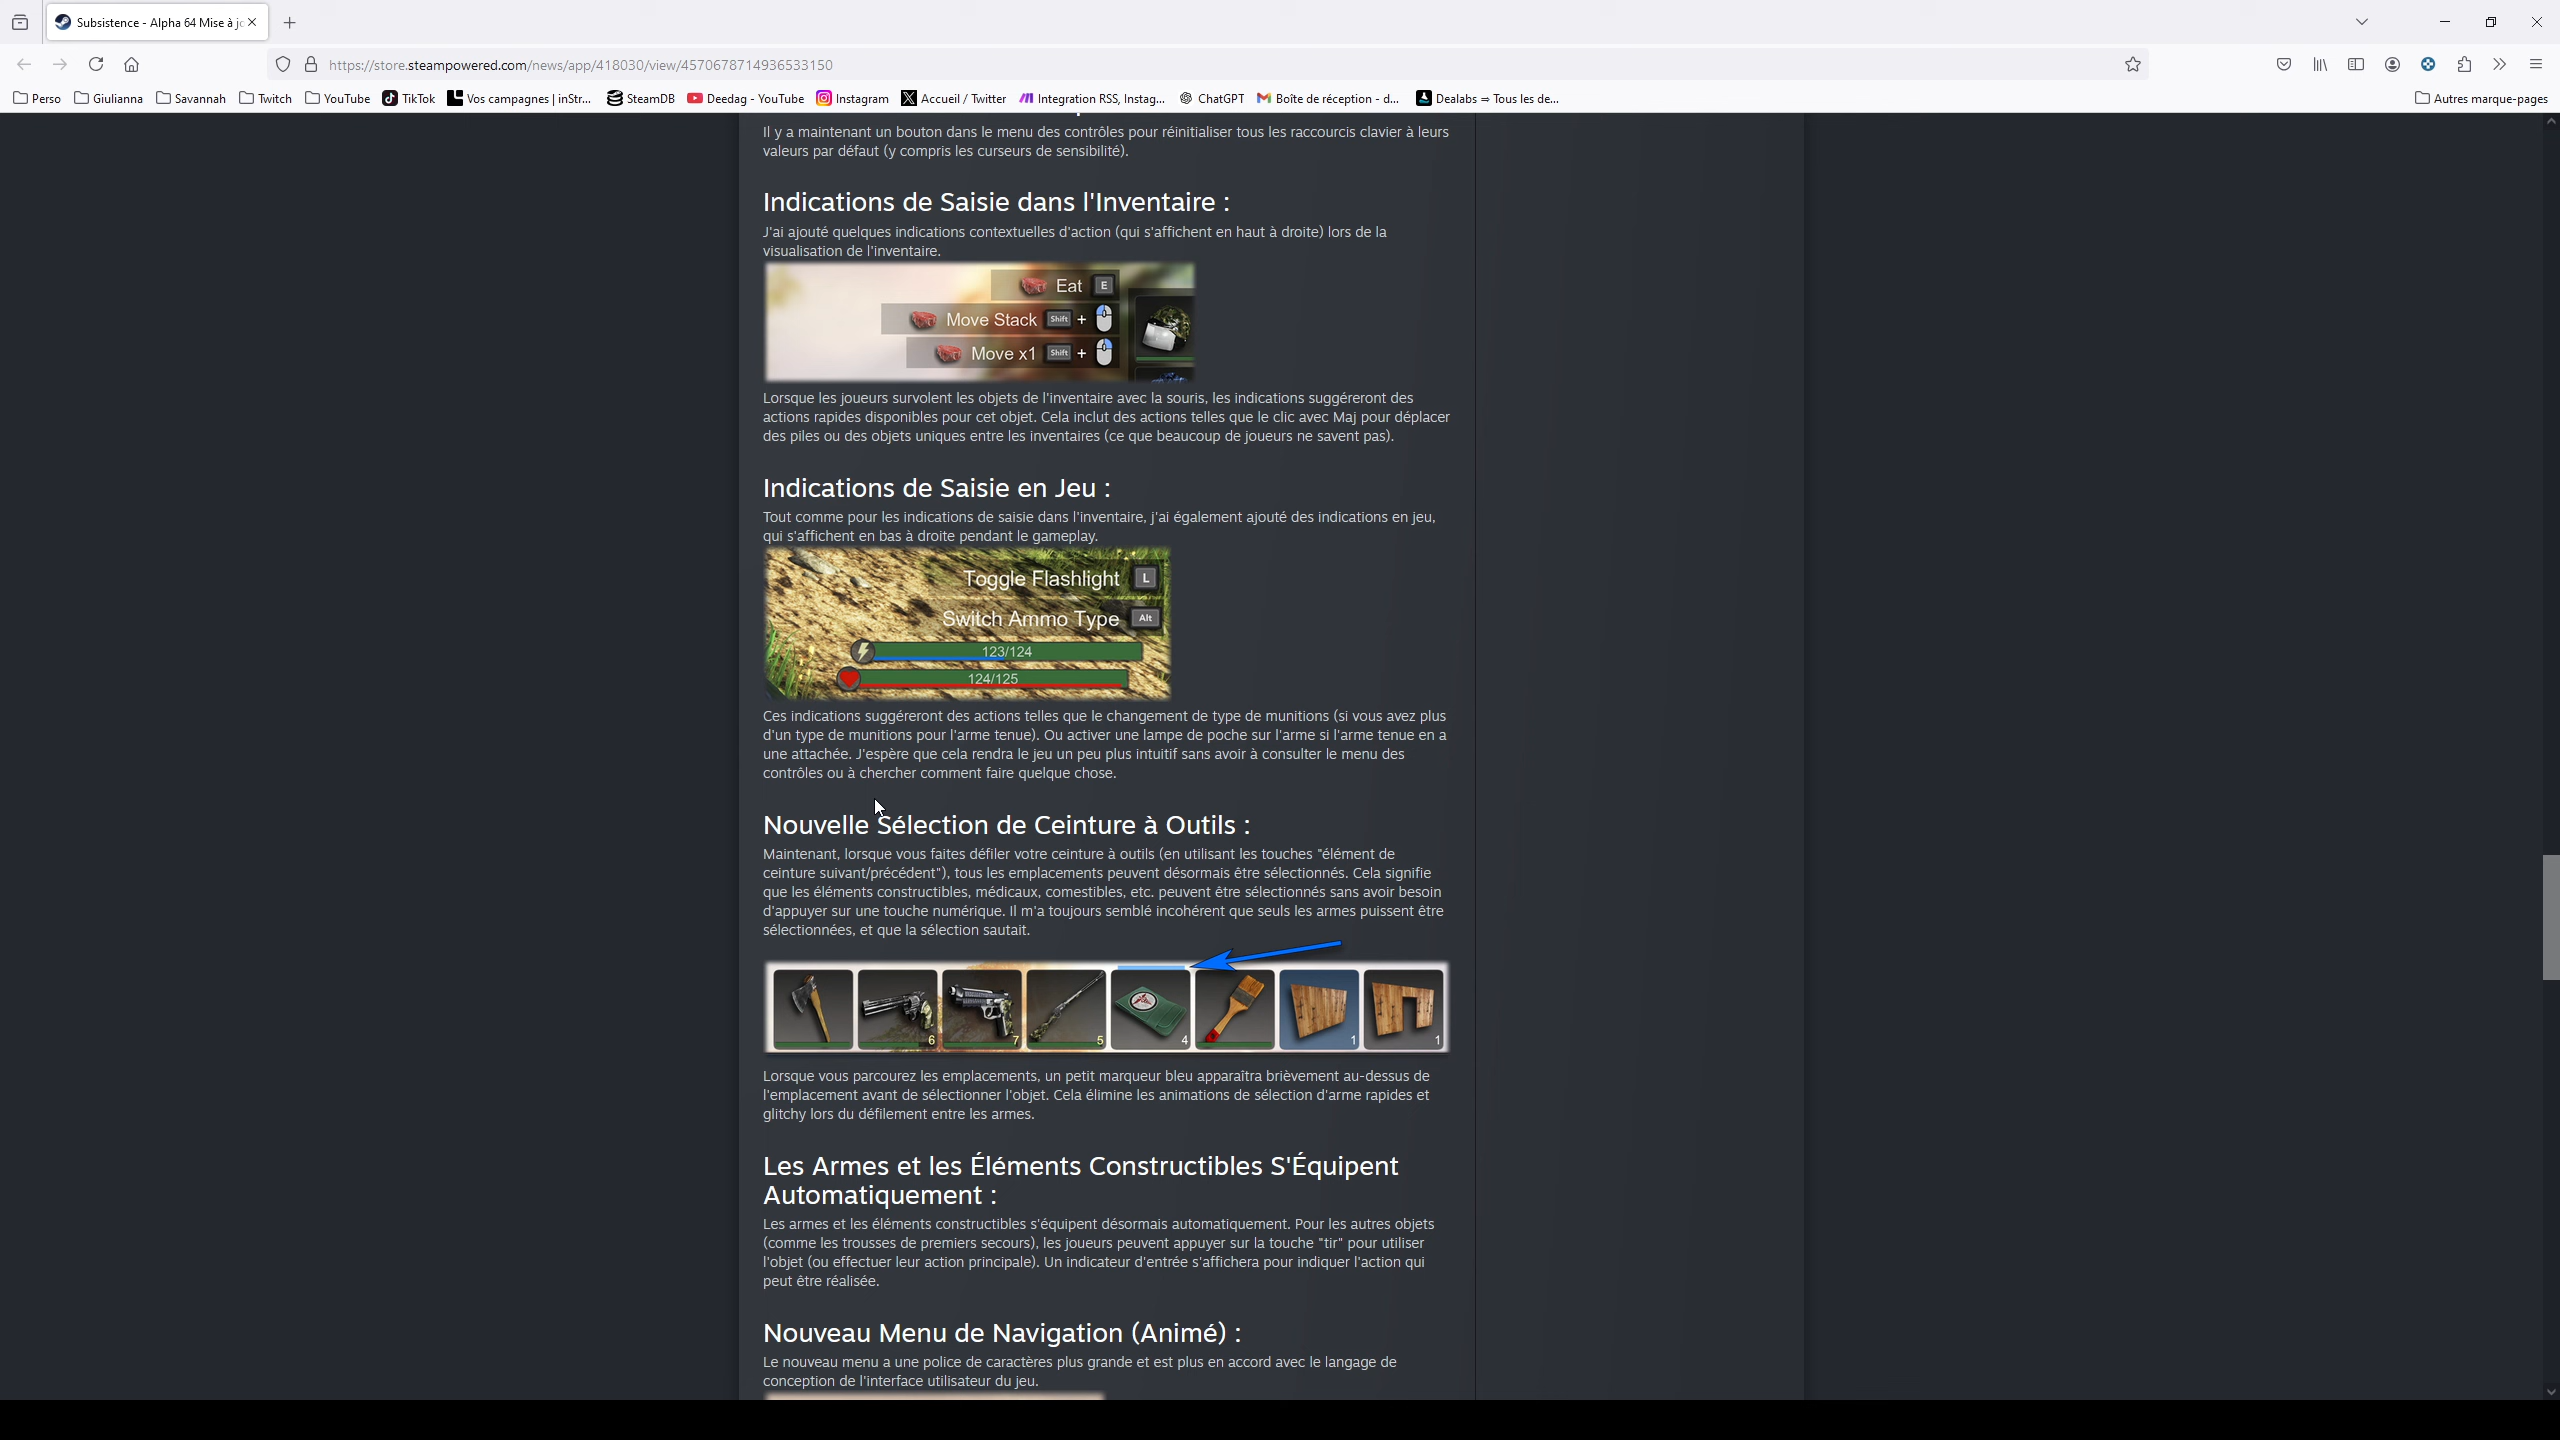 Subsistence - Alpha 64 Mise à jo
https://store.steampowered.com/news/app/418030/view/4570678714936533150
Perso
Giulianna
Savannah
Twitch
YouTube
TikTok
Vos campagnes | inStr...
SteamDB
Deedag - YouTube
Instagram
Accueil / Twitter
Integration RSS, Instag...
ChatGPT
Boîte de réception - d...
Dealabs ⇒ Tous les de...
Autres marque-pages
Il y a maintenant un bouton dans le menu des contrôles pour réinitialiser tous les raccourcis clavier à leurs
valeurs par défaut (y compris les curseurs de sensibilité).
Indications de Saisie dans l'Inventaire :
J'ai ajouté quelques indications contextuelles d'action (qui s'affichent en haut à droite) lors de la
visualisation de l'inventaire.
Eat E
Move Stack Shift +
Move x1 Shift +
Lorsque les joueurs survolent les objets de l'inventaire avec la souris, les indications suggéreront des
actions rapides disponibles pour cet objet. Cela inclut des actions telles que le clic avec Maj pour déplacer
des piles ou des objets uniques entre les inventaires (ce que beaucoup de joueurs ne savent pas).
Indications de Saisie en Jeu :
Tout comme pour les indications de saisie dans l'inventaire, j'ai également ajouté des indications en jeu,
qui s'affichent en bas à droite pendant le gameplay.
Toggle Flashlight L
Switch Ammo Type Alt
123/124
124/125
Ces indications suggéreront des actions telles que le changement de type de munitions (si vous avez plus
d'un type de munitions pour l'arme tenue). Ou activer une lampe de poche sur l'arme si l'arme tenue en a
une attachée. J'espère que cela rendra le jeu un peu plus intuitif sans avoir à consulter le menu des
contrôles ou à chercher comment faire quelque chose.
Nouvelle Sélection de Ceinture à Outils :
Maintenant, lorsque vous faites défiler votre ceinture à outils (en utilisant les touches "élément de
ceinture suivant/précédent"), tous les emplacements peuvent désormais être sélectionnés. Cela signifie
que les éléments constructibles, médicaux, comestibles, etc. peuvent être sélectionnés sans avoir besoin
d'appuyer sur une touche numérique. Il m'a toujours semblé incohérent que seuls les armes puissent être
sélectionnées, et que la sélection sautait.
6 7 5 4 1 1
Lorsque vous parcourez les emplacements, un petit marqueur bleu apparaîtra brièvement au-dessus de
l'emplacement avant de sélectionner l'objet. Cela élimine les animations de sélection d'arme rapides et
glitchy lors du défilement entre les armes.
Les Armes et les Éléments Constructibles S'Équipent
Automatiquement :
Les armes et les éléments constructibles s'équipent désormais automatiquement. Pour les autres objets
(comme les trousses de premiers secours), les joueurs peuvent appuyer sur la touche "tir" pour utiliser
l'objet (ou effectuer leur action principale). Un indicateur d'entrée s'affichera pour indiquer l'action qui
peut être réalisée.
Nouveau Menu de Navigation (Animé) :
Le nouveau menu a une police de caractères plus grande et est plus en accord avec le langage de
conception de l'interface utilisateur du jeu.